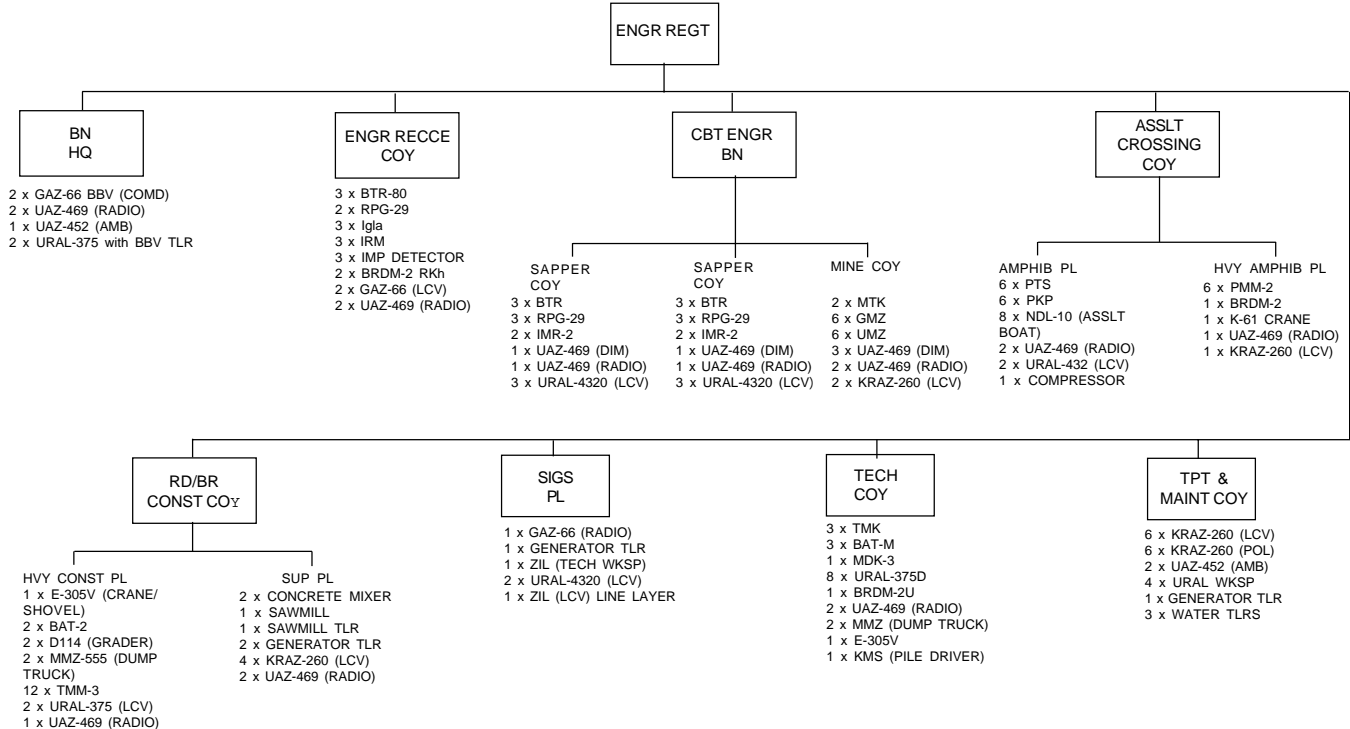 ENGR REGT
BN
HQ
2 x GAZ-66 BBV (COMD)
2 x UAZ-469 (RADIO)
1 x UAZ-452 (AMB)
2 x URAL-375 with BBV TLR
ENGR RECCE
COY
3 x BTR-80
2 x RPG-29
3 x Igla
3 x IRM
3 x IMP DETECTOR
2 x BRDM-2 RKh
2 x GAZ-66 (LCV)
2 x UAZ-469 (RADIO)
CBT ENGR
BN
SAPPER
COY
3 x BTR
3 x RPG-29
2 x IMR-2
1 x UAZ-469 (DIM)
1 x UAZ-469 (RADIO)
3 x URAL-4320 (LCV)
SAPPER
COY
3 x BTR
3 x RPG-29
2 x IMR-2
1 x UAZ-469 (DIM)
1 x UAZ-469 (RADIO)
3 x URAL-4320 (LCV)
MINE COY
2 x MTK
6 x GMZ
6 x UMZ
3 x UAZ-469 (DIM)
2 x UAZ-469 (RADIO)
2 x KRAZ-260 (LCV)
ASSLT
CROSSING
COY
AMPHIB PL
6 x PTS
6 x PKP
8 x NDL-10 (ASSLT
BOAT)
2 x UAZ-469 (RADIO)
2 x URAL-432 (LCV)
1 x COMPRESSOR
HVY AMPHIB PL
6 x PMM-2
1 x BRDM-2
1 x K-61 CRANE
1 x UAZ-469 (RADIO)
1 x KRAZ-260 (LCV)
RD/BR
CONST COY
HVY CONST PL
1 x E-305V (CRANE/
SHOVEL)
2 x BAT-2
2 x D114 (GRADER)
2 x MMZ-555 (DUMP
TRUCK)
12 x TMM-3
2 x URAL-375 (LCV)
1 x UAZ-469 (RADIO)
SUP PL
2 x CONCRETE MIXER
1 x SAWMILL
1 x SAWMILL TLR
2 x GENERATOR TLR
4 x KRAZ-260 (LCV)
2 x UAZ-469 (RADIO)
SIGS
PL
1 x GAZ-66 (RADIO)
1 x GENERATOR TLR
1 x ZIL (TECH WKSP)
2 x URAL-4320 (LCV)
1 x ZIL (LCV) LINE LAYER
TECH
COY
3 x TMK
3 x BAT-M
1 x MDK-3
8 x URAL-375D
1 x BRDM-2U
2 x UAZ-469 (RADIO)
2 x MMZ (DUMP TRUCK)
1 x E-305V
1 x KMS (PILE DRIVER)
TPT &
MAINT COY
6 x KRAZ-260 (LCV)
6 x KRAZ-260 (POL)
2 x UAZ-452 (AMB)
4 x URAL WKSP
1 x GENERATOR TLR
3 x WATER TLRS